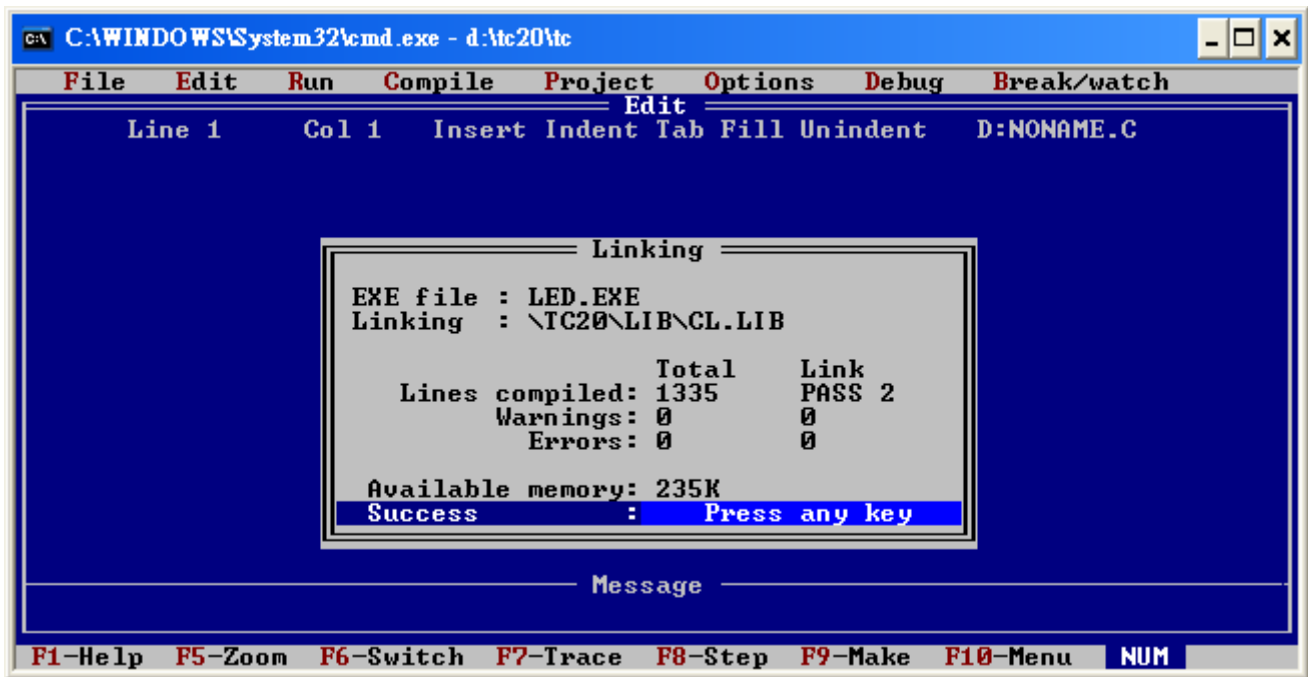 C:\WINDOWS\System32\cmd.exe - d:\tc20\tc
File Edit Run Compile Project Options Debug Break/watch
Edit
Line 1 Col 1 Insert Indent Tab Fill Unindent D:NONAME.C
Linking
EXE file : LED.EXE
Linking : \TC20\LIB\CL.LIB
Total Link
Lines compiled: 1335 PASS 2
Warnings: 0 0
Errors: 0 0
Available memory: 235K
Success : Press any key
Message
F1-Help F5-Zoom F6-Switch F7-Trace F8-Step F9-Make F10-Menu NUM